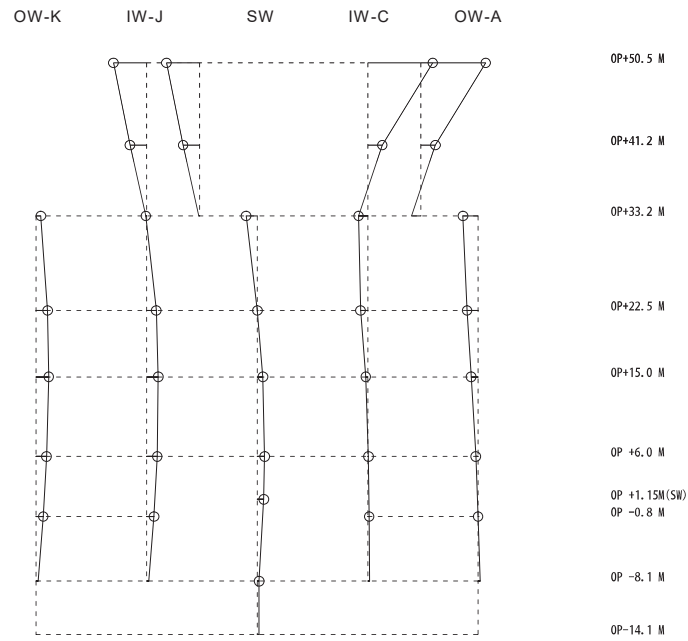 OW-K IW-J SW IW-C OW-A
OP+50.5 M
OP+41.2 M
OP+33.2 M
OP+22.5 M
OP+15.0 M
OP +6.0 M
OP +1.15M(SW)
OP -0.8 M
OP -8.1 M
OP-14.1 M